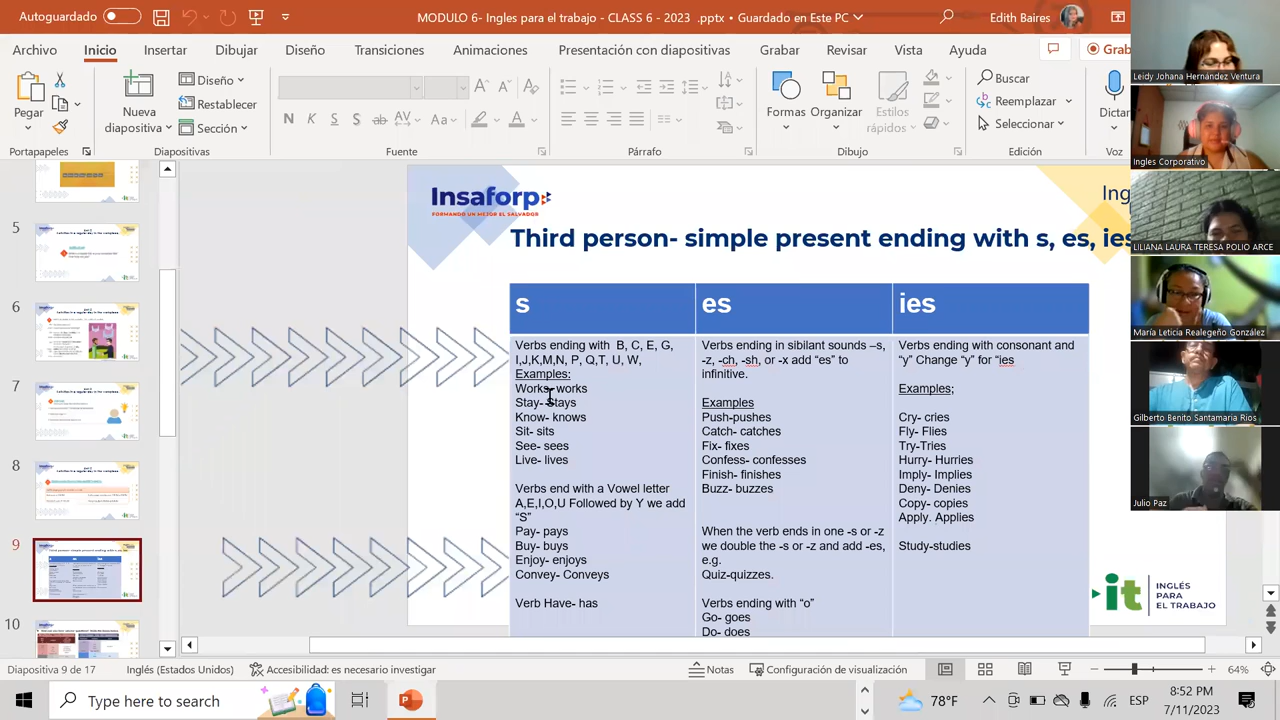 Autoguardado
MODULO 6- Ingles para el trabajo - CLASS 6 - 2023 .pptx • Guardado en Este PC
Edith Baires
Archivo Inicio Insertar Dibujar Diseño Transiciones Animaciones Presentación con diapositivas Grabar Revisar Vista Ayuda
Pegar
Portapapeles
Nueva
diapositiva
Diseño
Restablecer
Sección
Diapositivas
Fuente
Párrafo
Formas
Organizar
Estilos
rápidos
Dibujo
Buscar
Reemplazar
Seleccionar
Edición
Dictar
Voz
5
6
7
8
9
10
Insaforp
FORMANDO UN MEJOR EL SALVADOR
Third person- simple present ending with s, es, ies
s
Verbs ending with B, C, E, G,
I,J,K,M,N, P, Q,T, U, W,
Examples:
Works- works
Stay- Stays
Know- knows
See- sees
Live- lives
Verbs end with a Vowel letter
A,E,I,O,U Followed by Y we add
“S”
Pay- pays
Buy- buys
Enjoy- enjoys
Convey- Conveys
Verb Have- has
es
Verbs ending in sibilant sounds –s,
-z, -ch, -sh, or -x add “es” to
infinitive.
Examples
Push-pushes
Catch- catches
Fix- fixes
Confess- confesses
Finish- finishes
Buzz- buzzes
When the verb ends in one -s or -z
we double the -s or -z and add -es,
e.g.
Quiz-quizzes
Verbs ending with “o”
Go- goes
Do- does
ies
Verbs ending with consonant and
“y” Change “y” for “ies
Examples:
Cry- cries
Fly- Flies
Try-Tries
Hurry- Hurries
Imply- Implies
Deny- Denies
Copy- copies
Apply. Applies
Study-studies
it
INGLÉS
PARA
EL TRABAJO
Leidy Johana Hernández Ventura
Ingles Corporativo
LILIANA LAURA TERESA POLIO ARCE
María Leticia Realegeño González
Gilberto Benito Santamaria Rios
Julio Paz
Diapositiva 9 de 17
Inglés (Estados Unidos)
Accesibilidad: es necesario investigar
Notas
Configuración de visualización
64%
Type here to search
78°F
ESP
8:52 PM
7/11/2023